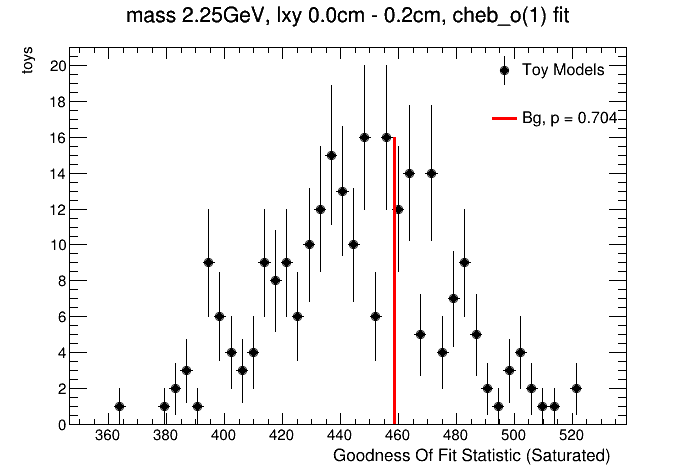 mass 2.25GeV, lxy 0.0cm - 0.2cm, cheb_o(1) fit
toys
20
18
16
14
12
10
8
6
4
2
0
Toy Models
Bg, p = 0.704
360 380 400 420 440 460 480 500 520
Goodness Of Fit Statistic (Saturated)